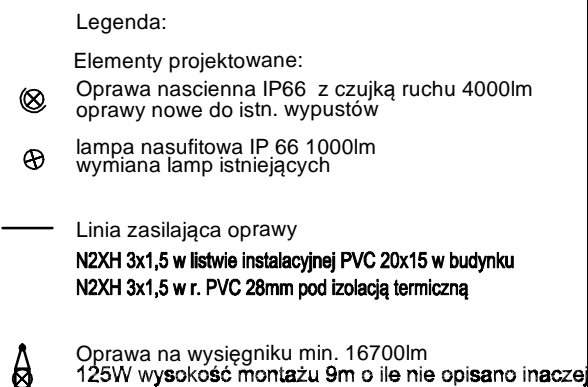 Legenda:
Elementy projektowane:
Oprawa nascienna IP66 z czujką ruchu 4000lm
oprawy nowe do istn. wypustów
lampa nasufitowa IP 66 1000lm
wymiana lamp istniejących
Linia zasilająca oprawy
N2XH 3x1,5 w listwie instalacyjnej PVC 20x15 w budynku
N2XH 3x1,5 w r. PVC 28mm pod izolacją termiczną
Oprawa na wysięgniku min. 16700lm
125W wysokość montażu 9m o ile nie opisano inaczej